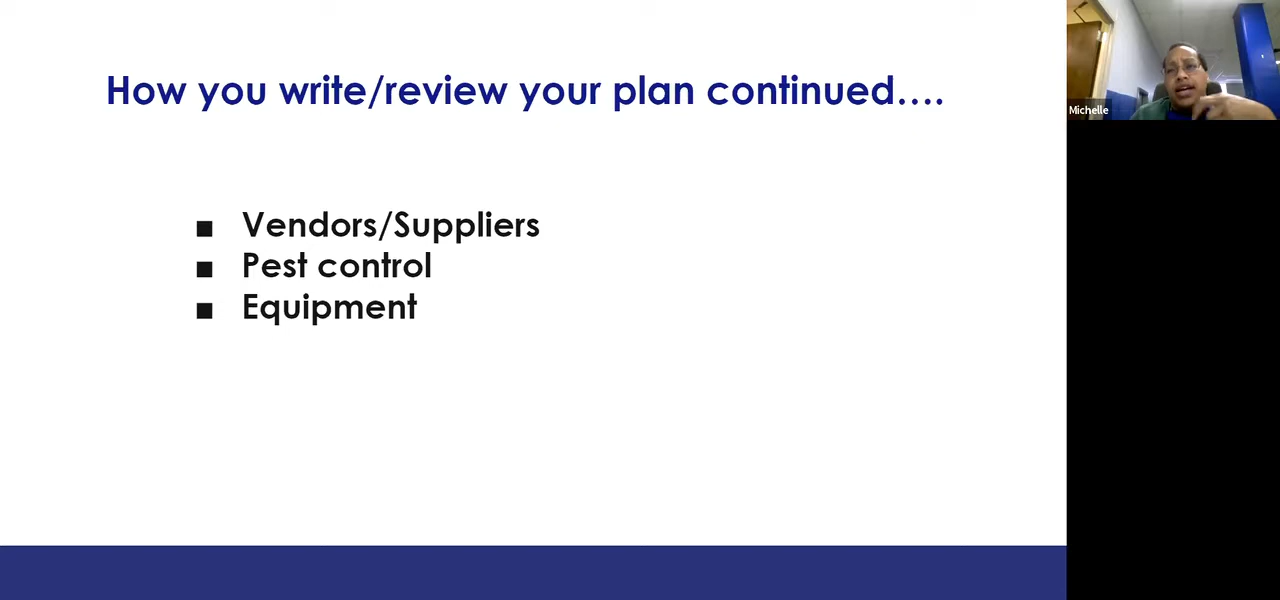 How you write/review your plan continued....
■ Vendors/Suppliers
■ Pest control
■ Equipment
Michelle